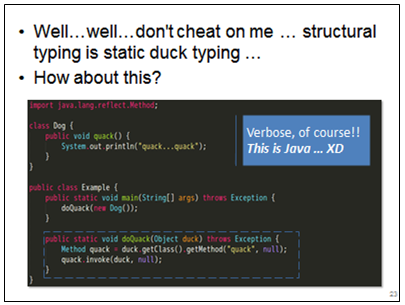 • Well…well…don't cheat on me … structural
typing is static duck typing …
• How about this?
import java.lang.reflect.Method;
class Dog {
public void quack() {
System.out.println("quack...quack");
}
}
public class Example {
public static void main(String[] args) throws Exception {
doQuack(new Dog());
}
public static void doQuack(Object duck) throws Exception {
Method quack = duck.getClass().getMethod("quack", null);
quack.invoke(duck, null);
}
}
Verbose, of course!!
This is Java ... XD